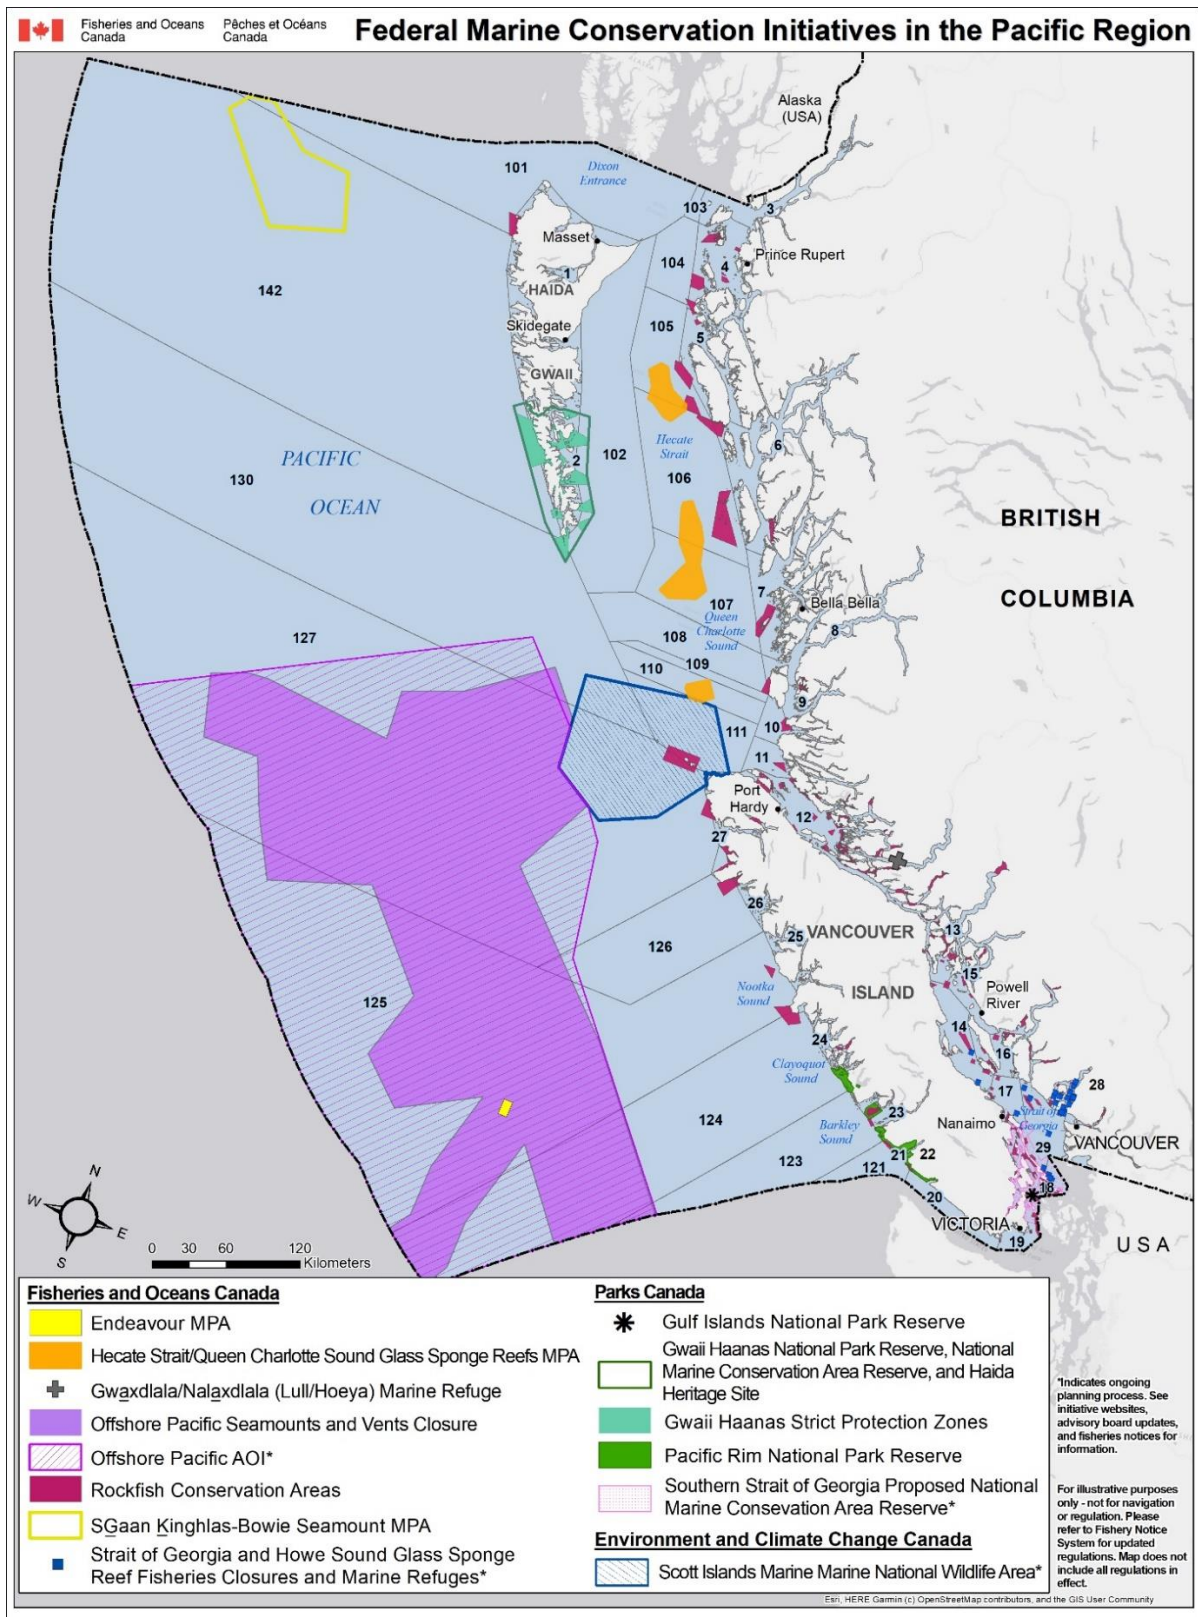 Fisheries and Oceans Canada
Pêches et Océans Canada
Federal Marine Conservation Initiatives in the Pacific Region
Alaska (USA)
101
Dixon Entrance
103
3
Masset
Prince Rupert
104
4
1
HAIDA
142
105
Skidegate
5
GWAII
Hecate Strait
6
102
2
PACIFIC
130
106
OCEAN
BRITISH
COLUMBIA
7
107
Bella Bella
Queen Charlotte Sound
8
127
108
109
110
9
111
10
11
Port Hardy
12
27
26
VANCOUVER
25
13
126
15
Nootka Sound
ISLAND
Powell River
125
14
24
16
Clayoquot Sound
17
28
23
Strait of Georgia
124
Barkley Sound
Nanaimo
VANCOUVER
29
21
22
123
121
18
20
VICTORIA
19
USA
N
W
E
S
0 30 60 120
Kilometers
Fisheries and Oceans Canada
Endeavour MPA
Hecate Strait/Queen Charlotte Sound Glass Sponge Reefs MPA
Gwa̱xdlala/Nala̱xdlala (Lull/Hoeya) Marine Refuge
Offshore Pacific Seamounts and Vents Closure
Offshore Pacific AOI*
Rockfish Conservation Areas
SG̲aan K̲inghlas-Bowie Seamount MPA
Strait of Georgia and Howe Sound Glass Sponge
Reef Fisheries Closures and Marine Refuges*
Parks Canada
Gulf Islands National Park Reserve
Gwaii Haanas National Park Reserve, National
Marine Conservation Area Reserve, and Haida
Heritage Site
Gwaii Haanas Strict Protection Zones
Pacific Rim National Park Reserve
Southern Strait of Georgia Proposed National
Marine Consevation Area Reserve*
Environment and Climate Change Canada
Scott Islands Marine Marine National Wildlife Area*
*Indicates ongoing
planning process. See
initiative websites,
advisory board updates,
and fisheries notices for
information.
For illustrative purposes
only - not for navigation
or regulation. Please
refer to Fishery Notice
System for updated
regulations. Map does not
include all regulations in
effect.
Esri, HERE Garmin (c) OpenStreetMap contributors, and the GIS User Community